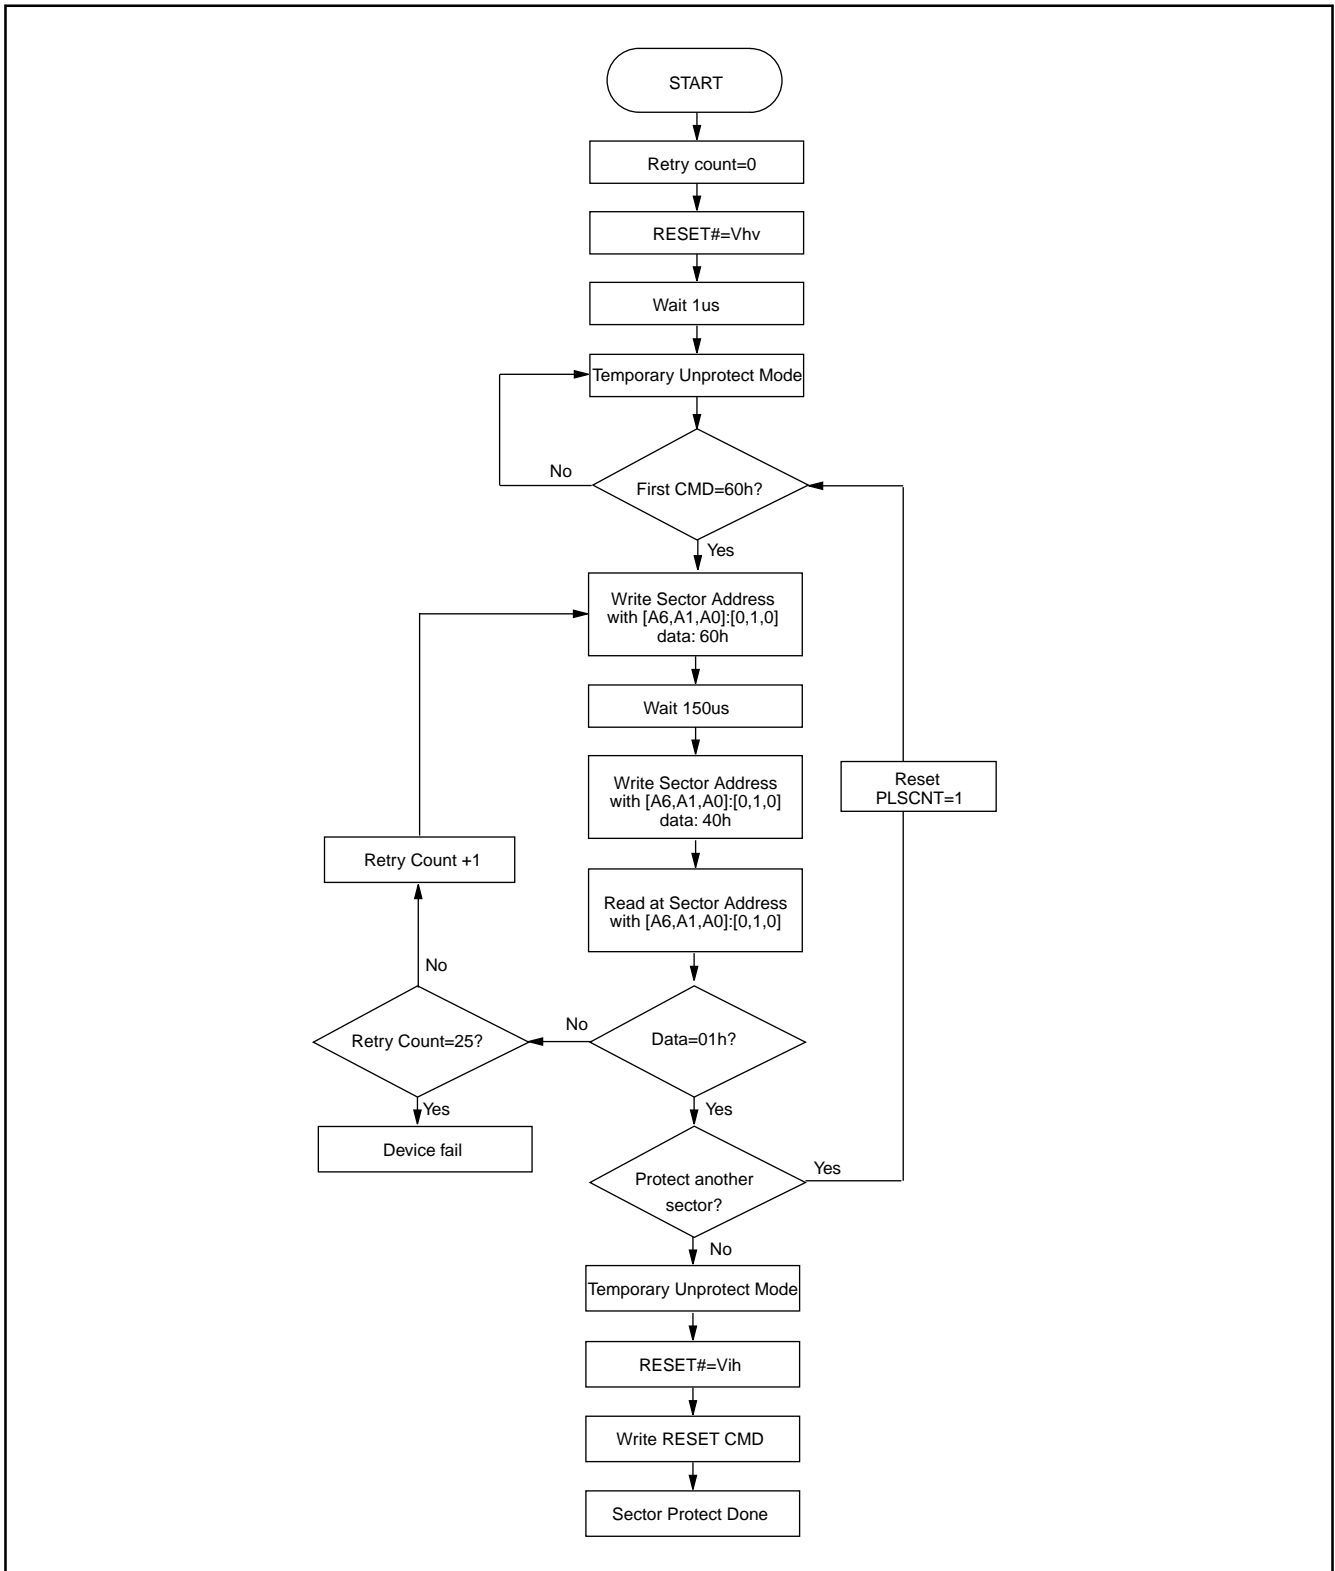 START
Retry count=0
RESET#=Vhv
Wait 1us
Temporary Unprotect Mode
No
First CMD=60h?
Yes
Write Sector Address
with [A6,A1,A0]:[0,1,0]
data: 60h
Wait 150us
Write Sector Address
with [A6,A1,A0]:[0,1,0]
data: 40h
Reset
PLSCNT=1
Retry Count +1
Read at Sector Address
with [A6,A1,A0]:[0,1,0]
No
Retry Count=25?
No
Data=01h?
Yes
Yes
Device fail
Protect another
sector?
Yes
No
Temporary Unprotect Mode
RESET#=Vih
Write RESET CMD
Sector Protect Done